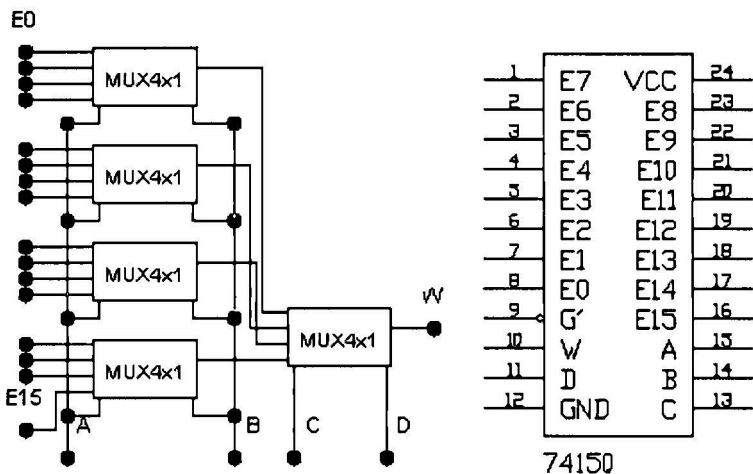 E0
MUX4x1
MUX4x1
MUX4x1
MUX4x1
E15
A
B
C
D
MUX4x1
W
1 E7 VCC 24
2 E6 E8 23
3 E5 E9 22
4 E4 E10 21
5 E3 E11 20
6 E2 E12 19
7 E1 E13 18
8 E0 E14 17
9 G' E15 16
10 W A 15
11 D B 14
12 GND C 13
74150